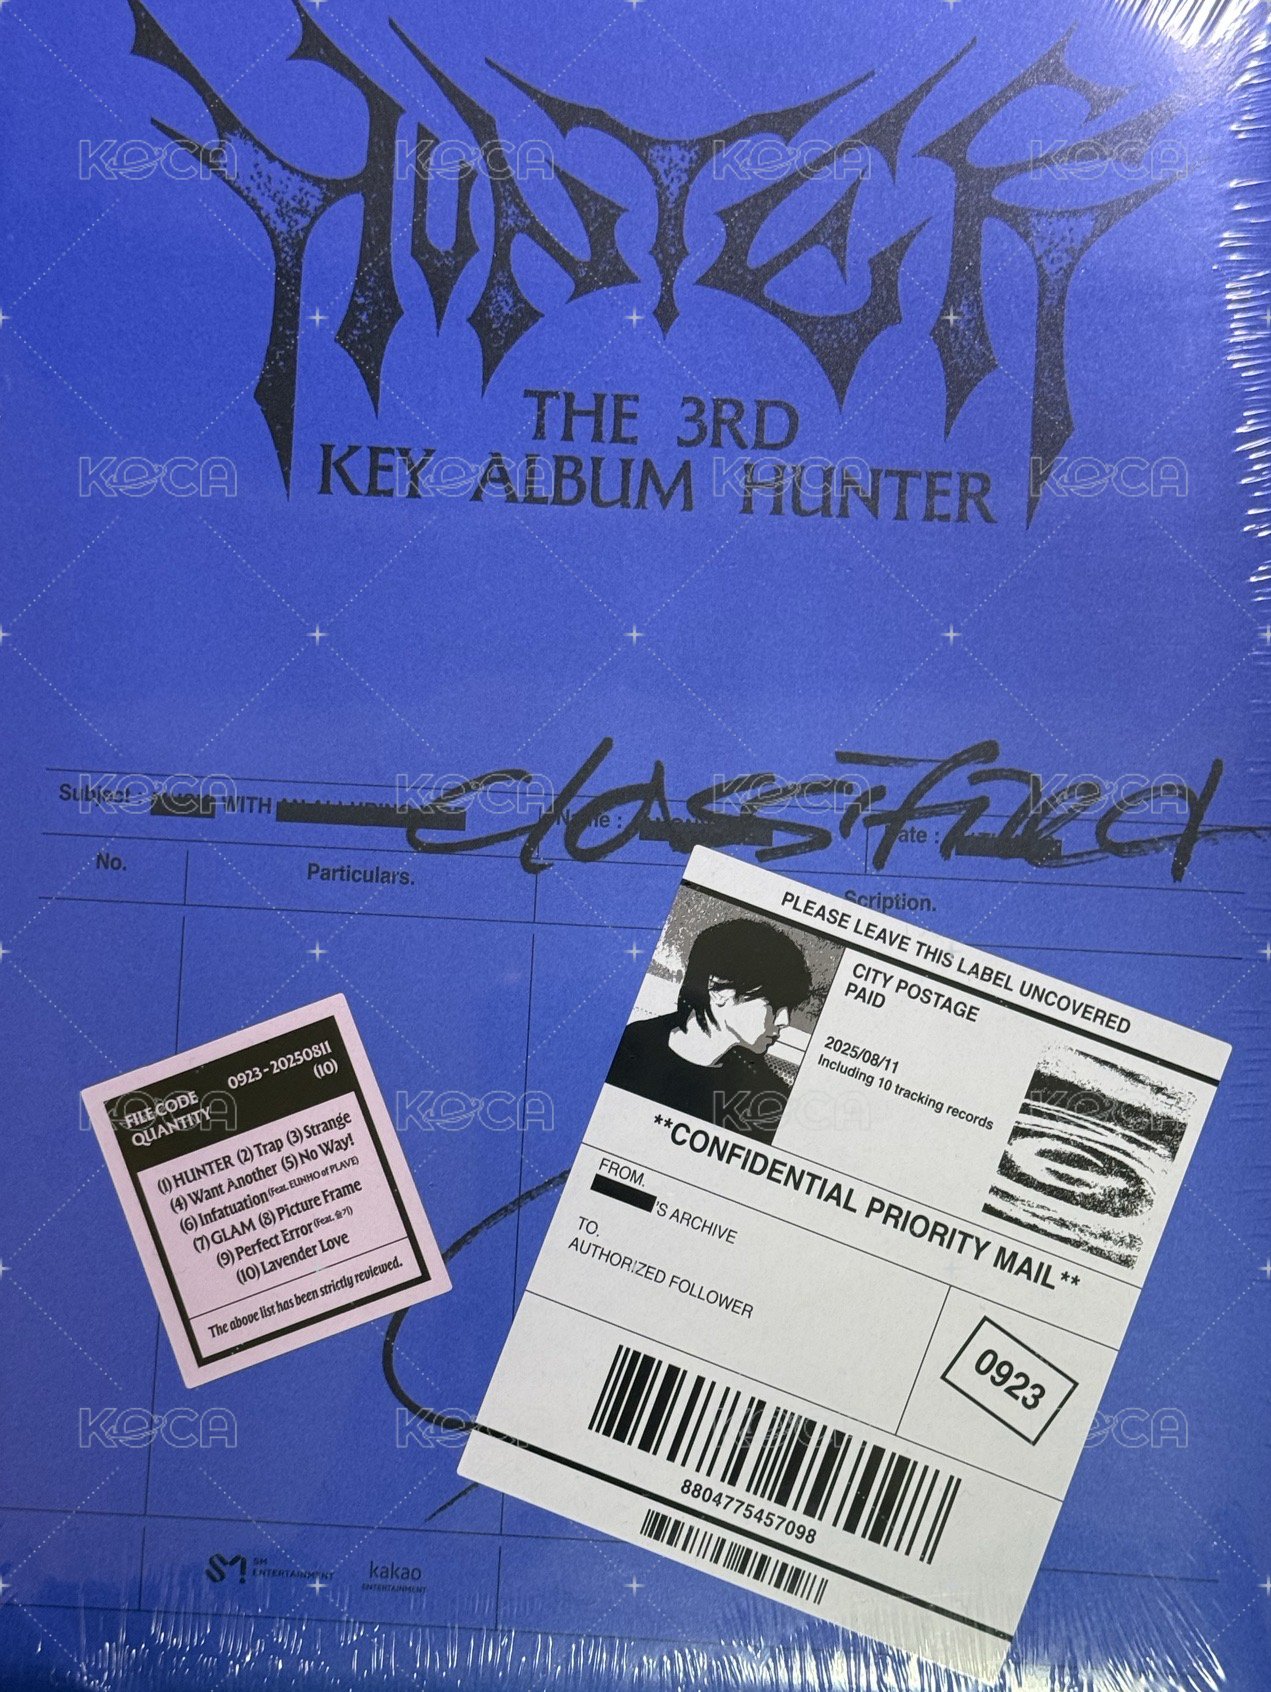 HUNTER
THE 3RD
KEY ALBUM HUNTER
Classified
Subject WITH
Name : Date :
No. Particulars. Scription.
PLEASE LEAVE THIS LABEL UNCOVERED
CITY POSTAGE
PAID
2025/08/11
Including 10 tracking records
**CONFIDENTIAL PRIORITY MAIL**
FROM.
'S ARCHIVE
TO.
AUTHORIZED FOLLOWER
0923
8804775457098
FILE CODE 0923-20250811
QUANTITY (10)
(1) HUNTER (2) Trap (3) Strange
(4) Want Another (5) No Way!
(6) Infatuation (Feat. EUNHO of PLAVE)
(7) GLAM (8) Picture Frame
(9) Perfect Error (Feat. 슬기)
(10) Lavender Love
The above list has been strictly reviewed.
SM
ENTERTAINMENT
kakao
ENTERTAINMENT
KOCA